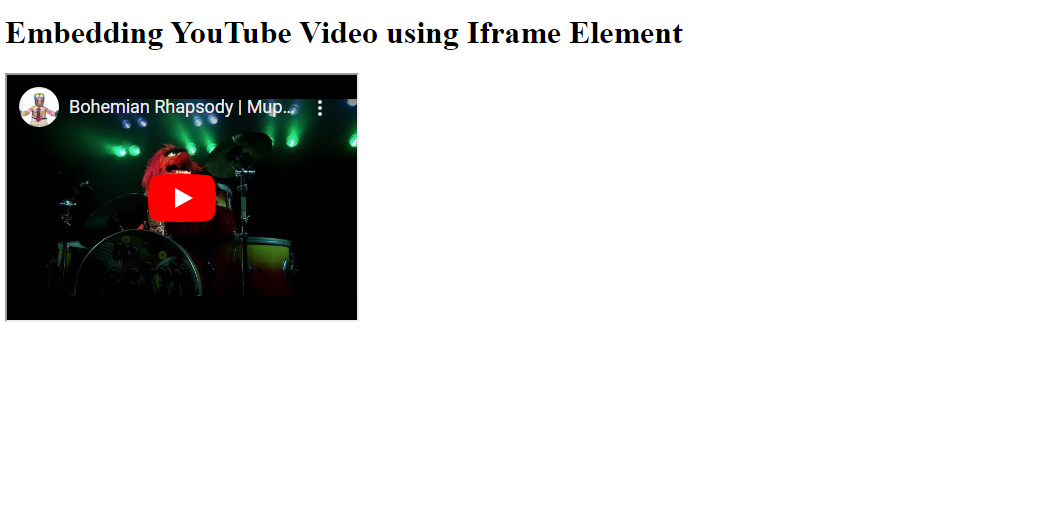 Embedding YouTube Video using Iframe Element
Bohemian Rhapsody | Mup...